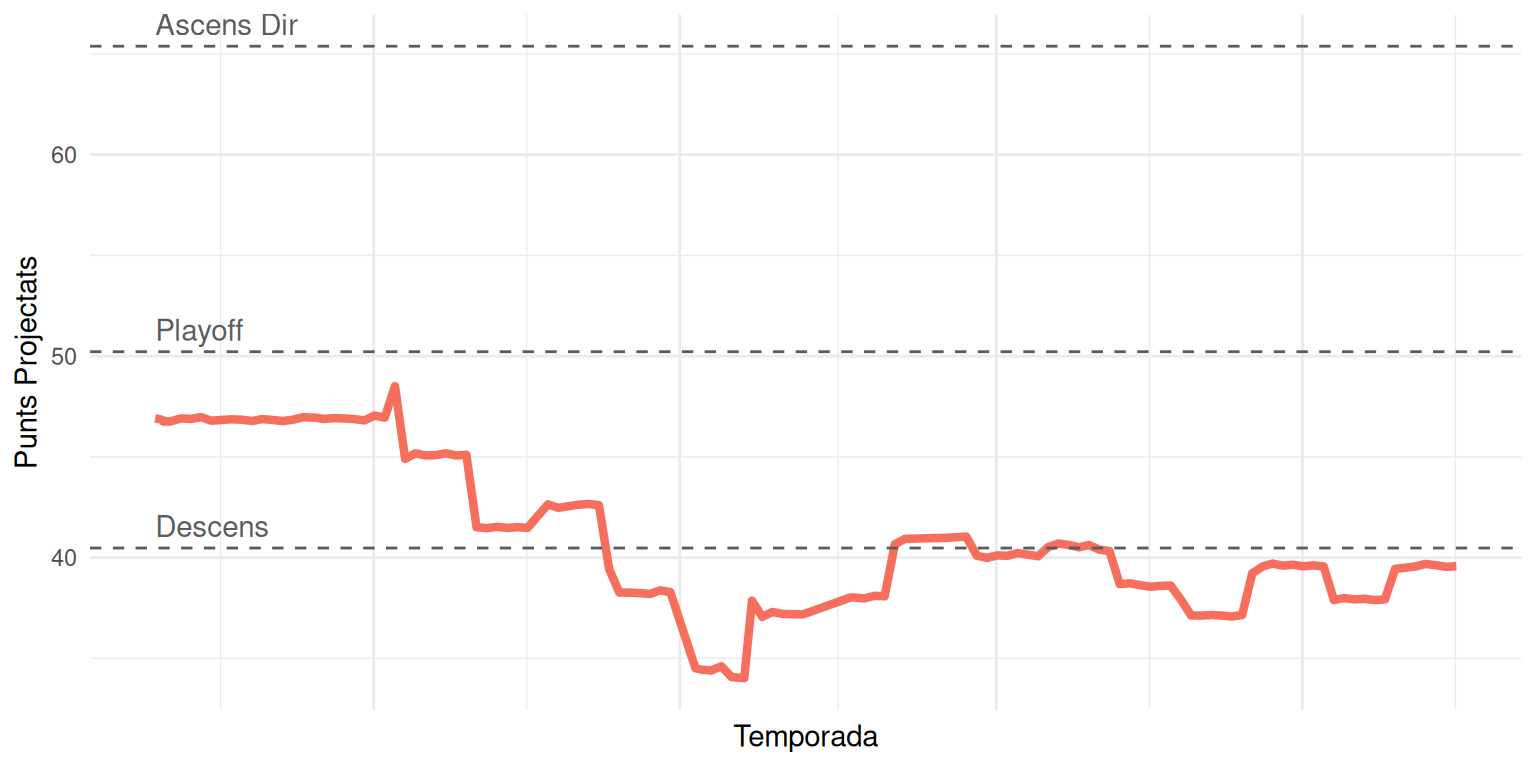 Ascens Dir
60
Playoff
50
Descens
40
Punts Projectats
Temporada